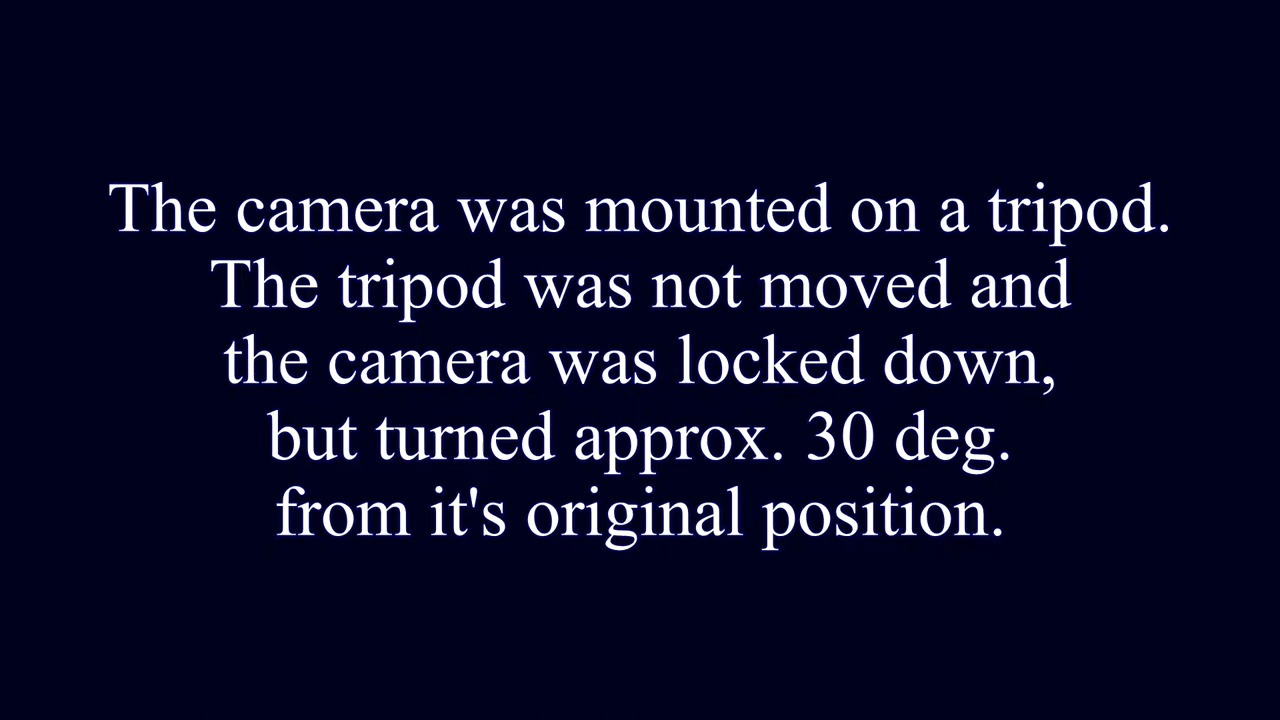 The camera was mounted on a tripod.
The tripod was not moved and
the camera was locked down,
but turned approx. 30 deg.
from it's original position.